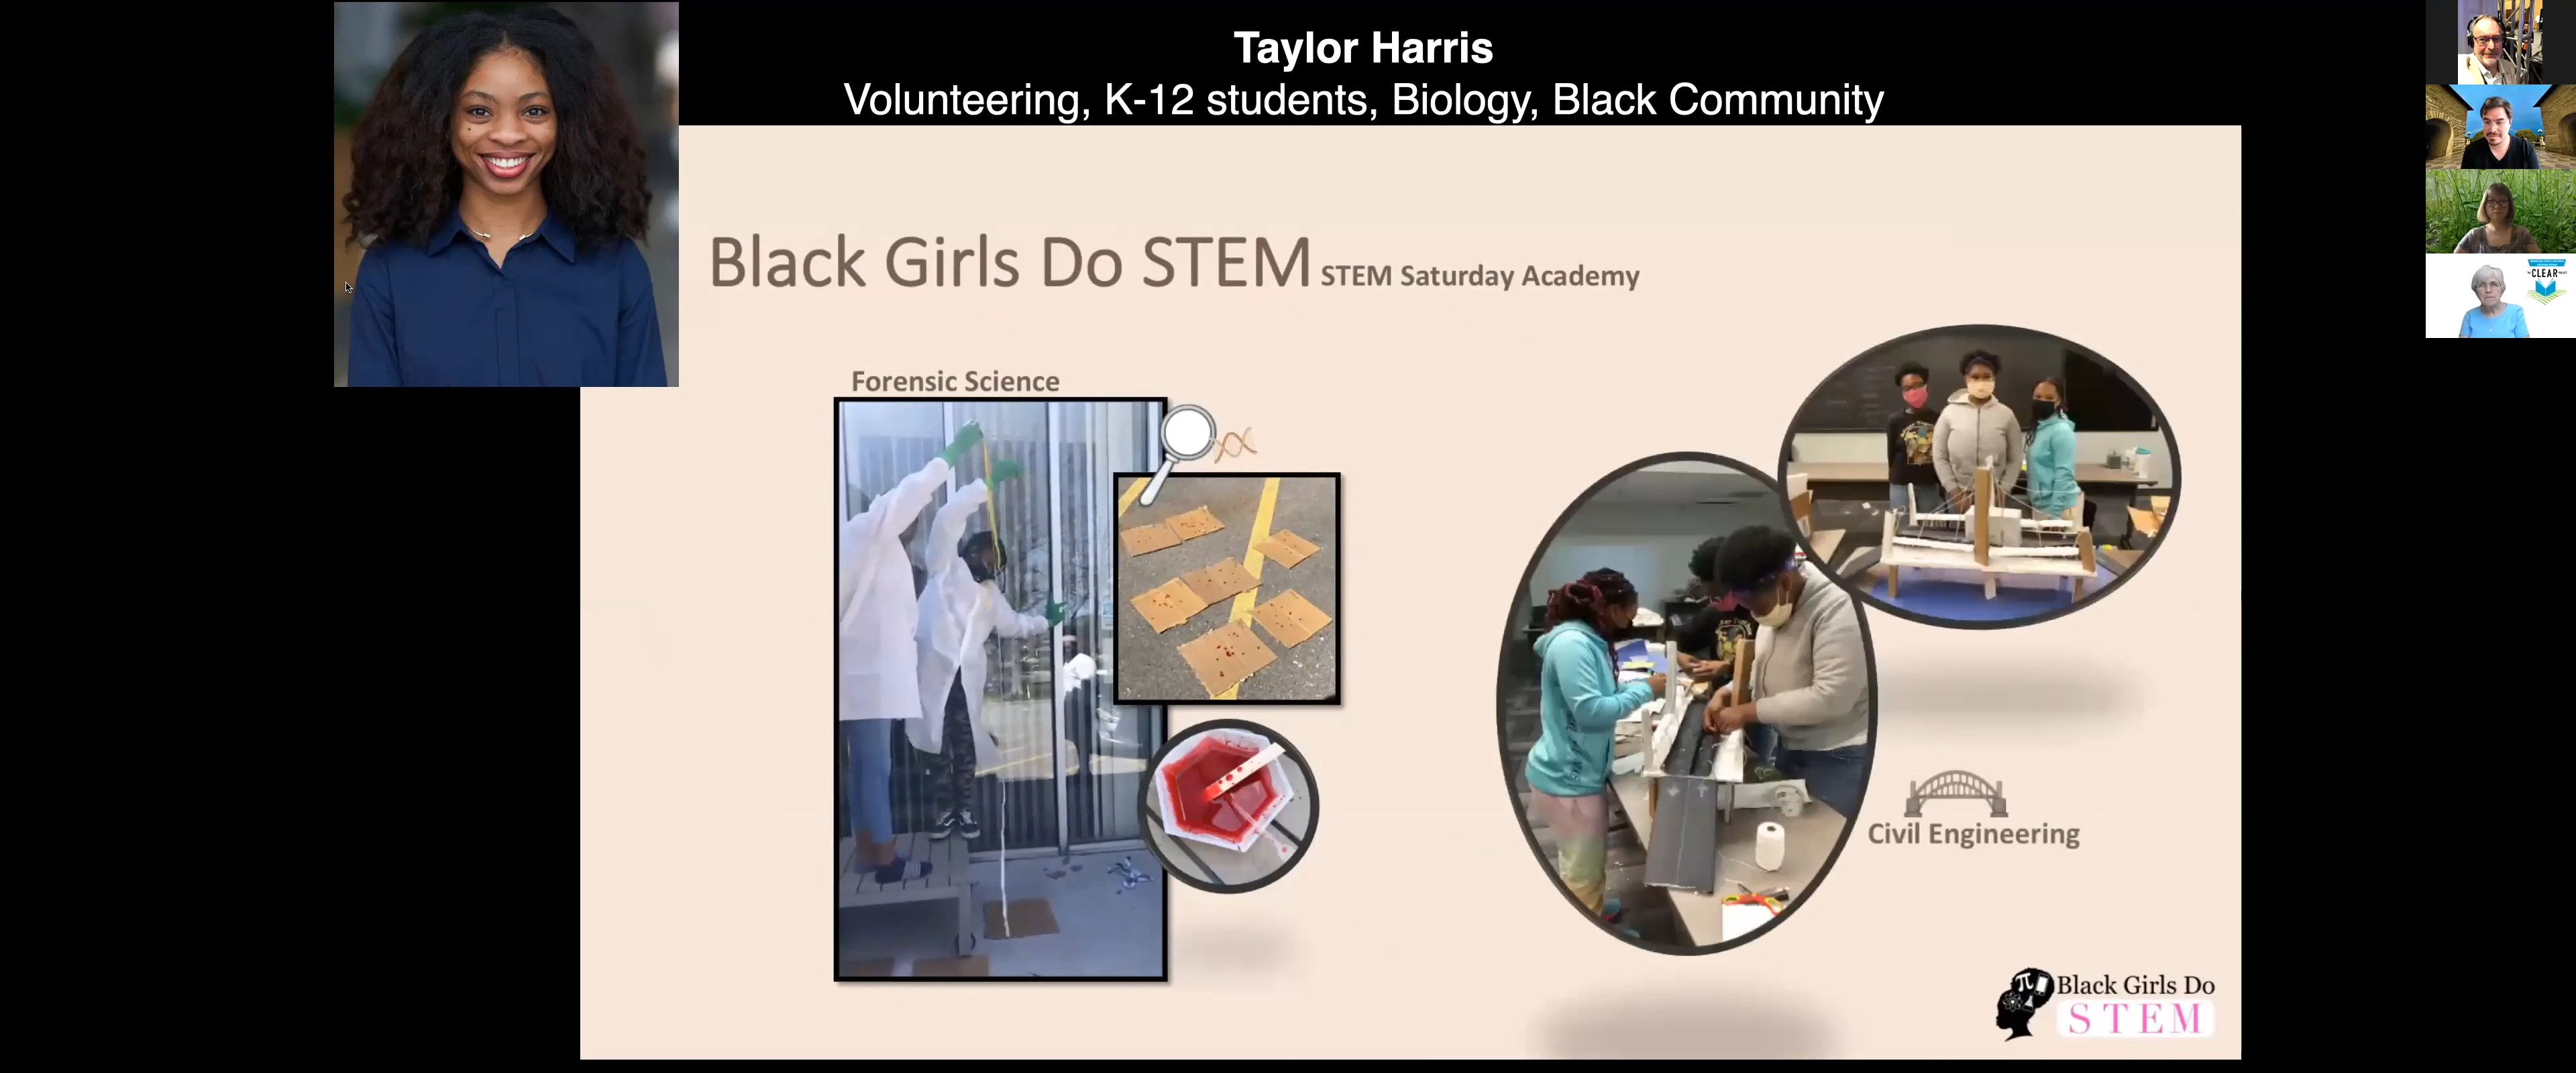 Taylor Harris
Volunteering, K-12 students, Biology, Black Community
Black Girls Do STEM STEM Saturday Academy
Forensic Science
Civil Engineering
Black Girls Do
STEM
CLEAR